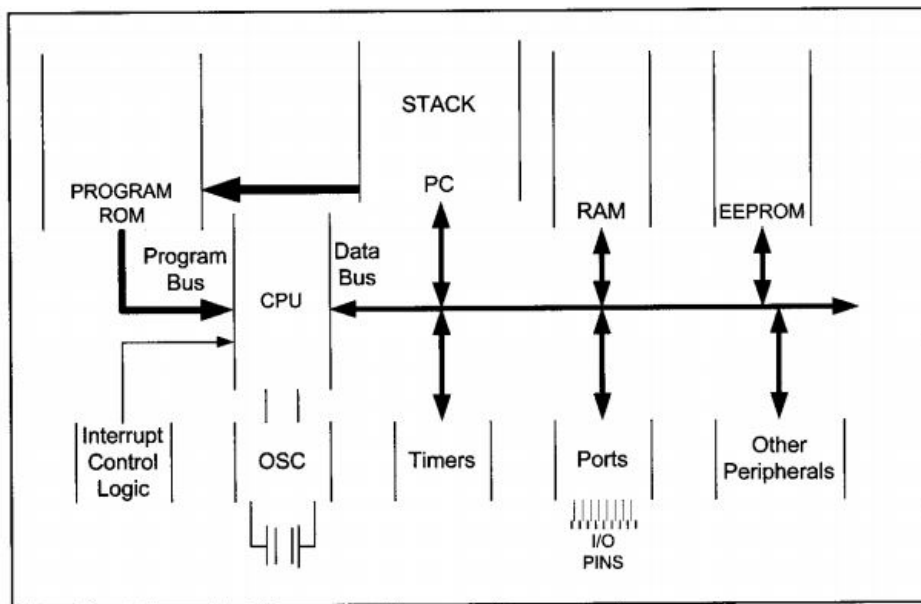 STACK
PC
PROGRAM
ROM
RAM
EEPROM
Program
Bus
Data
Bus
CPU
Interrupt
Control
Logic
OSC
Timers
Ports
Other
Peripherals
I/O
PINS